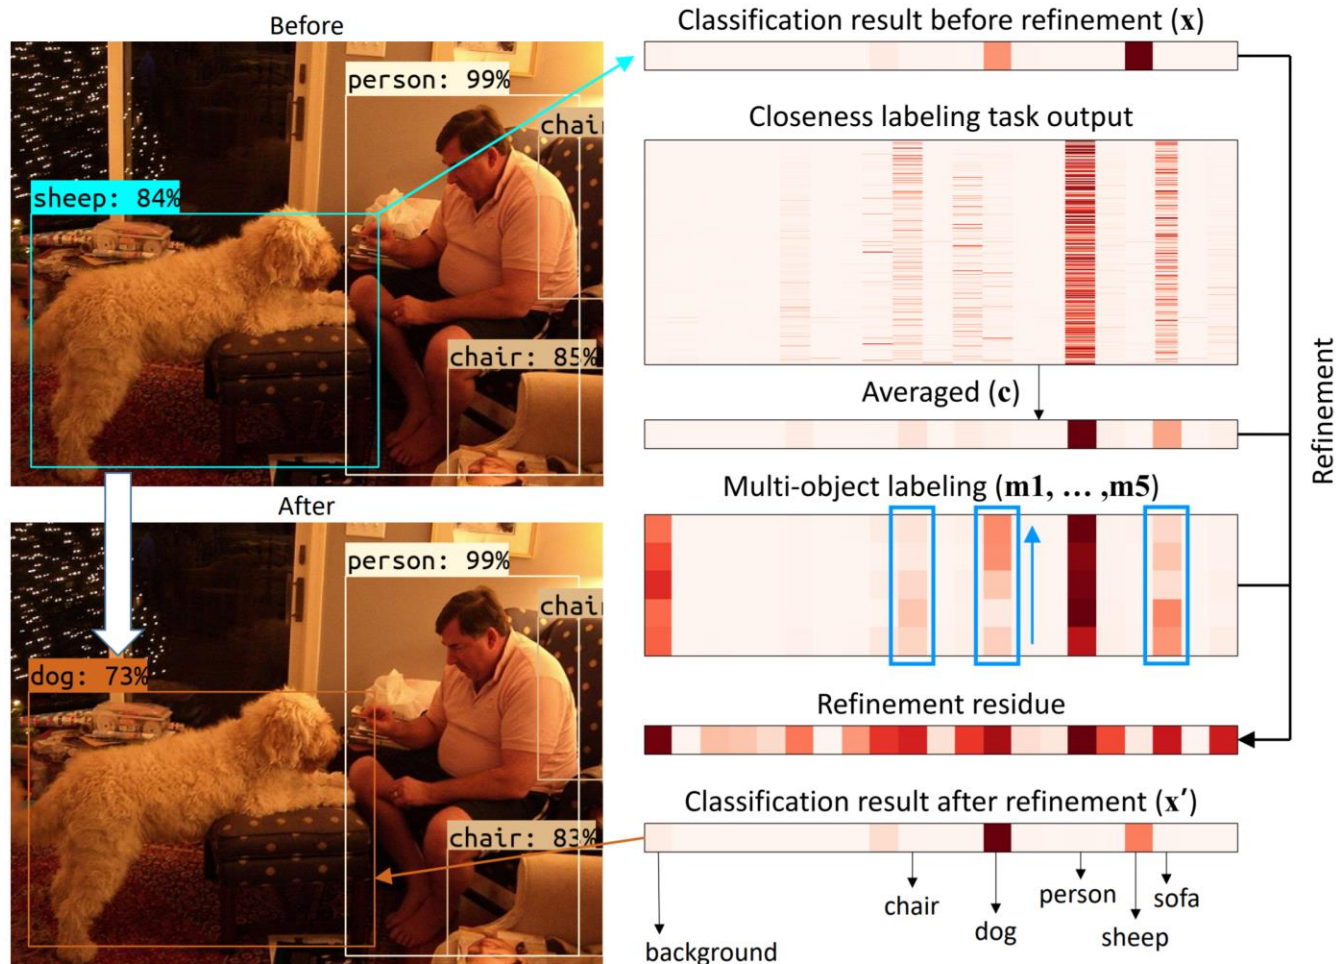 Before
person: 99%
chair
sheep: 84%
chair: 85%
After
person: 99%
chair
dog: 73%
chair: 83%
Classification result before refinement (x)
Closeness labeling task output
Averaged (c)
Multi-object labeling (m1, … ,m5)
Refinement residue
Classification result after refinement (x′)
chair
person
sofa
dog
sheep
background
Refinement